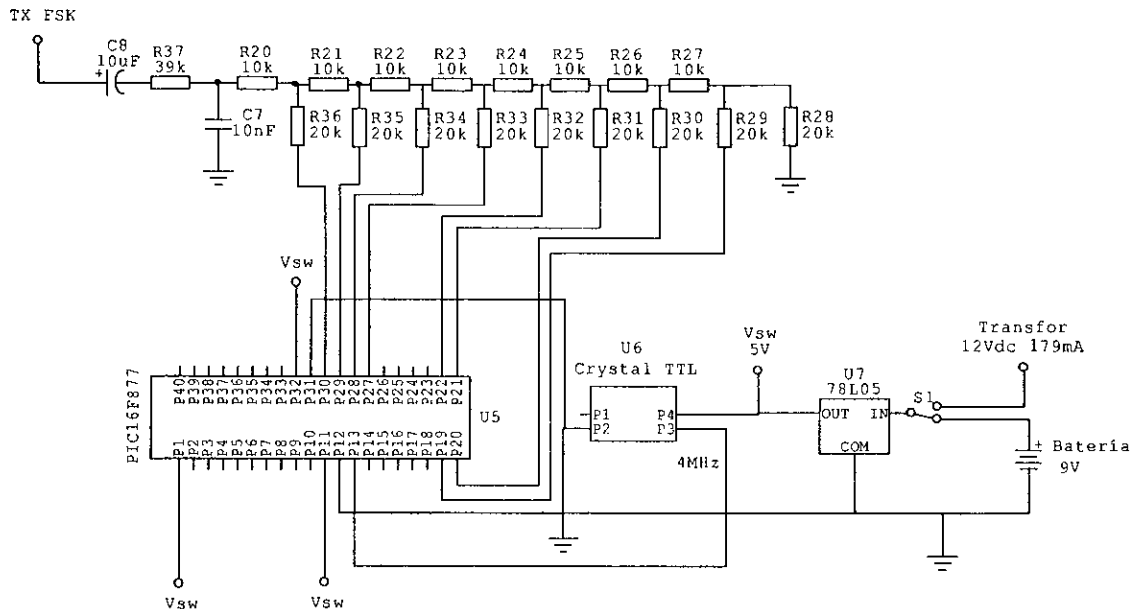 TX FSK
C8
10uF
+
R37
39k
R20
10k
R21
10k
R22
10k
R23
10k
R24
10k
R25
10k
R26
10k
R27
10k
C7
10nF
R36
20k
R35
20k
R34
20k
R33
20k
R32
20k
R31
20k
R30
20k
R29
20k
R28
20k
Vsw
PIC16F877
P40
P39
P38
P37
P36
P35
P34
P33
P32
P31
P30
P29
P28
P27
P26
P25
P24
P23
P22
P21
P1
P2
P3
P4
P5
P6
P7
P8
P9
P10
P11
P12
P13
P14
P15
P16
P17
P18
P19
P20
U5
Vsw
Vsw
U6
Crystal TTL
P1
P2
P4
P3
4MHz
Vsw
5V
U7
78L05
OUT
IN
COM
S1
Transfor
12Vdc 179mA
+
Batería
9V